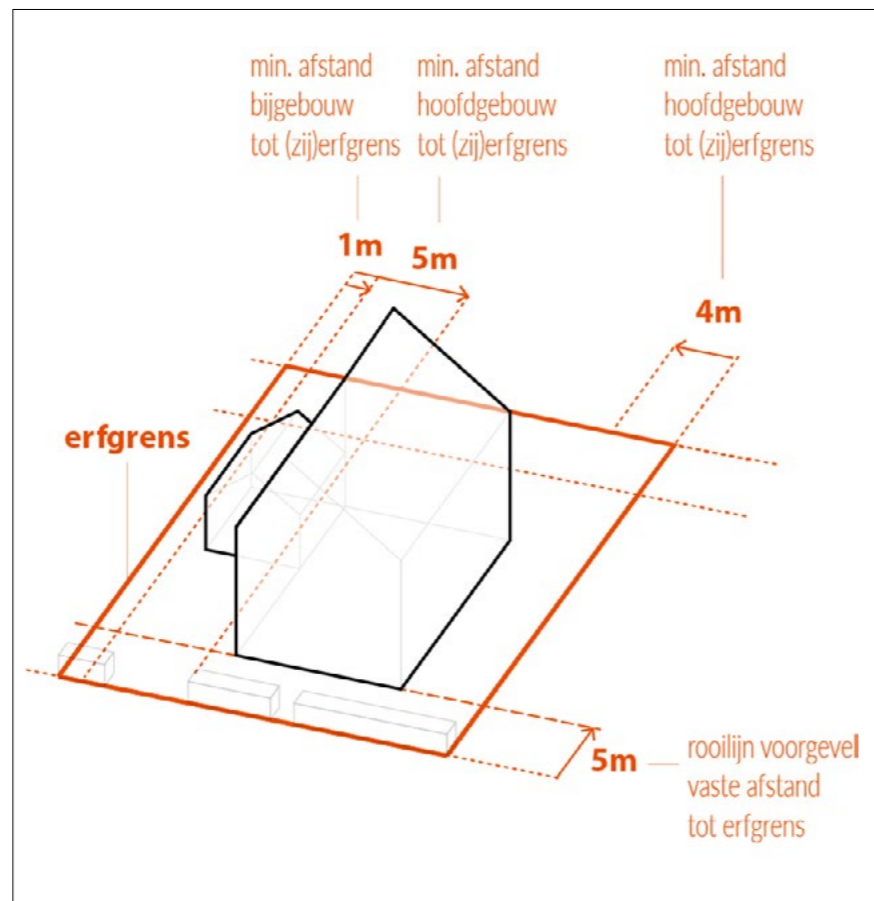 min. afstand
bijgebouw
tot (zij)erfgrens
min. afstand
hoofdgebouw
tot (zij)erfgrens
min. afstand
hoofdgebouw
tot (zij)erfgrens
1m
5m
4m
erfgrens
5m
rooilijn voorgevel
vaste afstand
tot erfgrens